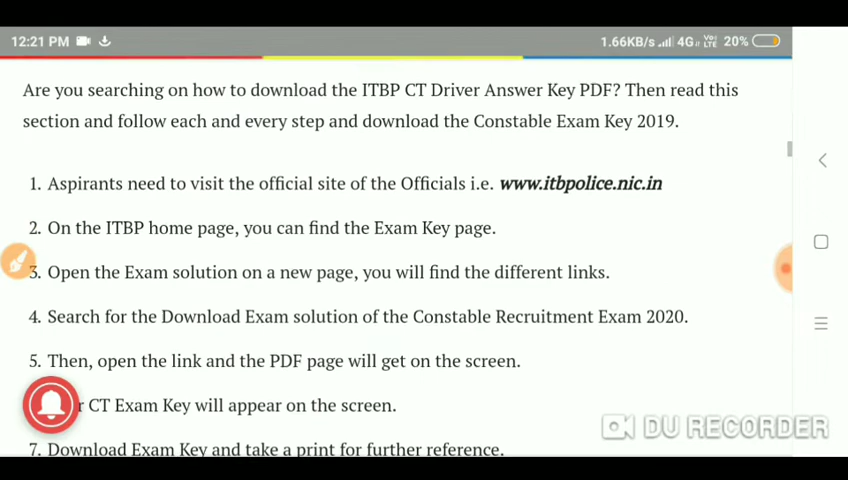 12:21 PM 1.66KB/s 4G Vo LTE 20%
Are you searching on how to download the ITBP CT Driver Answer Key PDF? Then read this
section and follow each and every step and download the Constable Exam Key 2019.
1. Aspirants need to visit the official site of the Officials i.e. www.itbpolice.nic.in
2. On the ITBP home page, you can find the Exam Key page.
3. Open the Exam solution on a new page, you will find the different links.
4. Search for the Download Exam solution of the Constable Recruitment Exam 2020.
5. Then, open the link and the PDF page will get on the screen.
CT Exam Key will appear on the screen.
DU RECORDER
7. Download Exam Key and take a print for further reference.